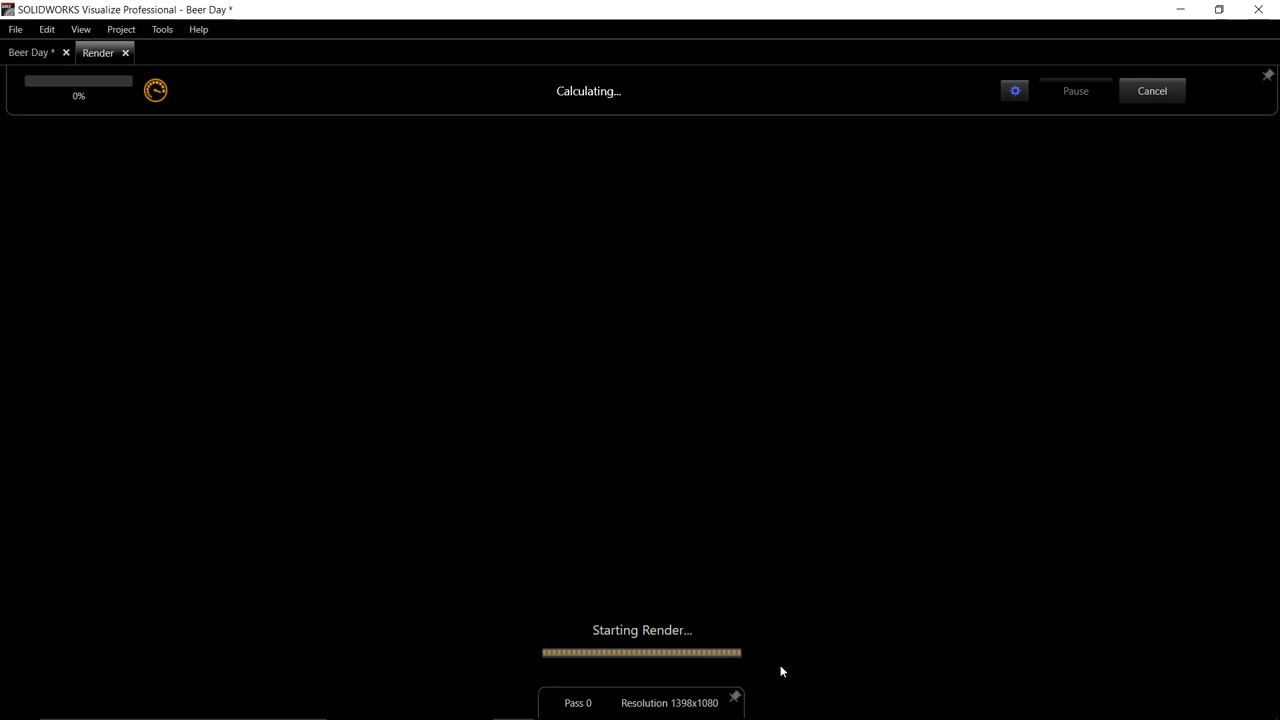 SOLIDWORKS Visualize Professional - Beer Day *
File Edit View Project Tools Help
Beer Day * Render
0%
Calculating...
Pause
Cancel
Starting Render...
Pass 0 Resolution 1398x1080